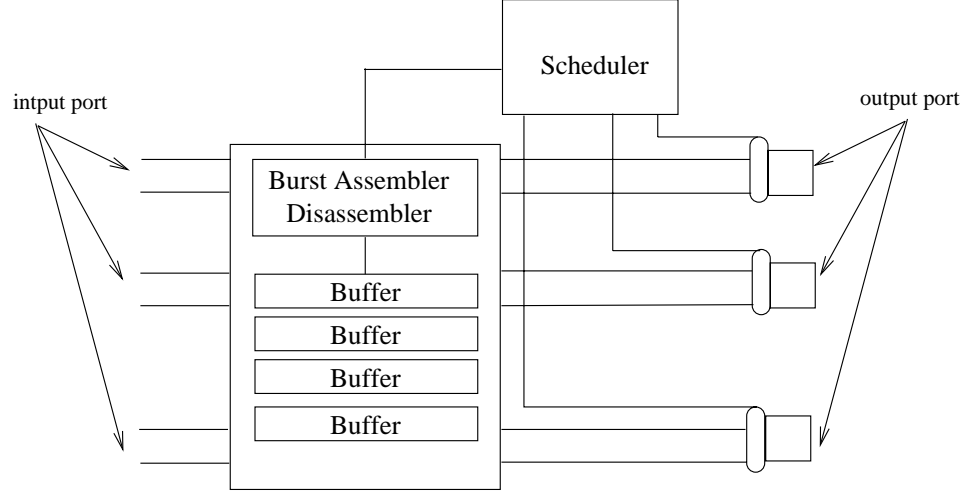 Scheduler
intput port
output port
Burst Assembler
Disassembler
Buffer
Buffer
Buffer
Buffer